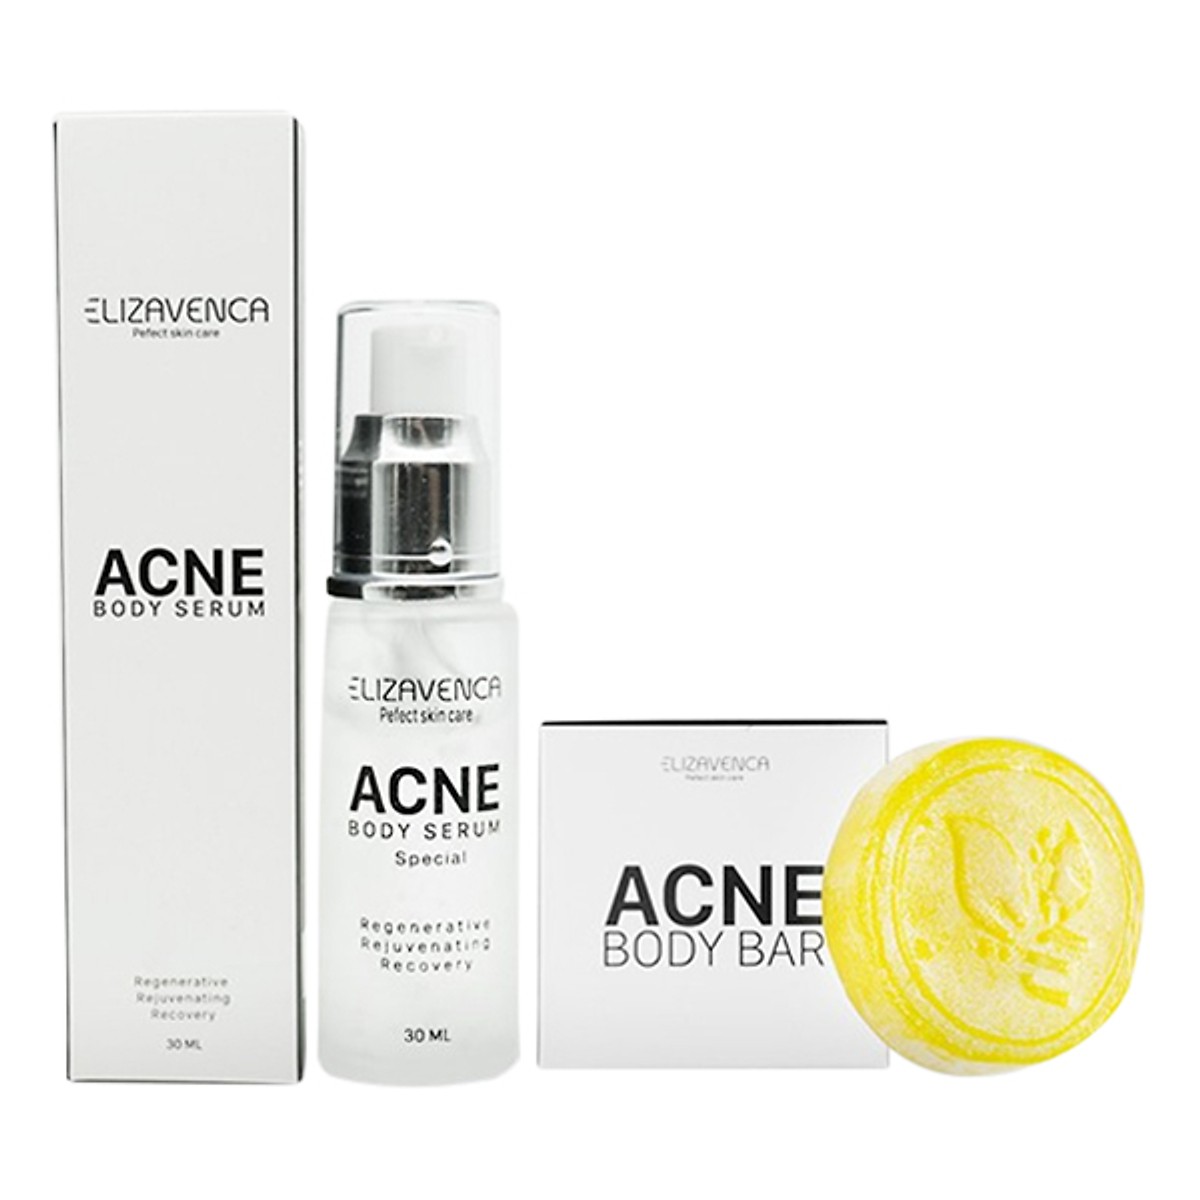 ELIZAVENCA
Pefect skin care
ACNE
BODY SERUM
Regenerative
Rejuvenating
Recovery
30 ML
ELIZAVENCA
Pefect skin care
ACNE
BODY SERUM
Special
Regenerative
Rejuvenating
Recovery
30 ML
ELIZAVENCA
Pefect skin care
ACNE
BODY BAR